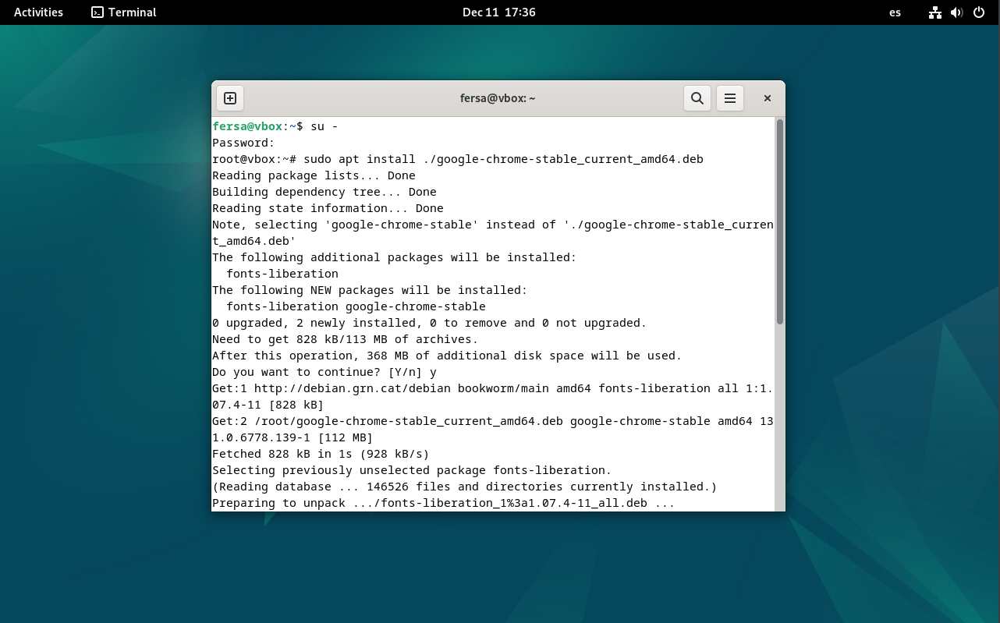 Activities Terminal Dec 11 17:36 es
fersa@vbox: ~
fersa@vbox:~$ su -
Password:
root@vbox:~# sudo apt install ./google-chrome-stable_current_amd64.deb
Reading package lists... Done
Building dependency tree... Done
Reading state information... Done
Note, selecting 'google-chrome-stable' instead of './google-chrome-stable_curren
t_amd64.deb'
The following additional packages will be installed:
  fonts-liberation
The following NEW packages will be installed:
  fonts-liberation google-chrome-stable
0 upgraded, 2 newly installed, 0 to remove and 0 not upgraded.
Need to get 828 kB/113 MB of archives.
After this operation, 368 MB of additional disk space will be used.
Do you want to continue? [Y/n] y
Get:1 http://debian.grn.cat/debian bookworm/main amd64 fonts-liberation all 1:1.
07.4-11 [828 kB]
Get:2 /root/google-chrome-stable_current_amd64.deb google-chrome-stable amd64 13
1.0.6778.139-1 [112 MB]
Fetched 828 kB in 1s (928 kB/s)
Selecting previously unselected package fonts-liberation.
(Reading database ... 146526 files and directories currently installed.)
Preparing to unpack .../fonts-liberation_1%3a1.07.4-11_all.deb ...